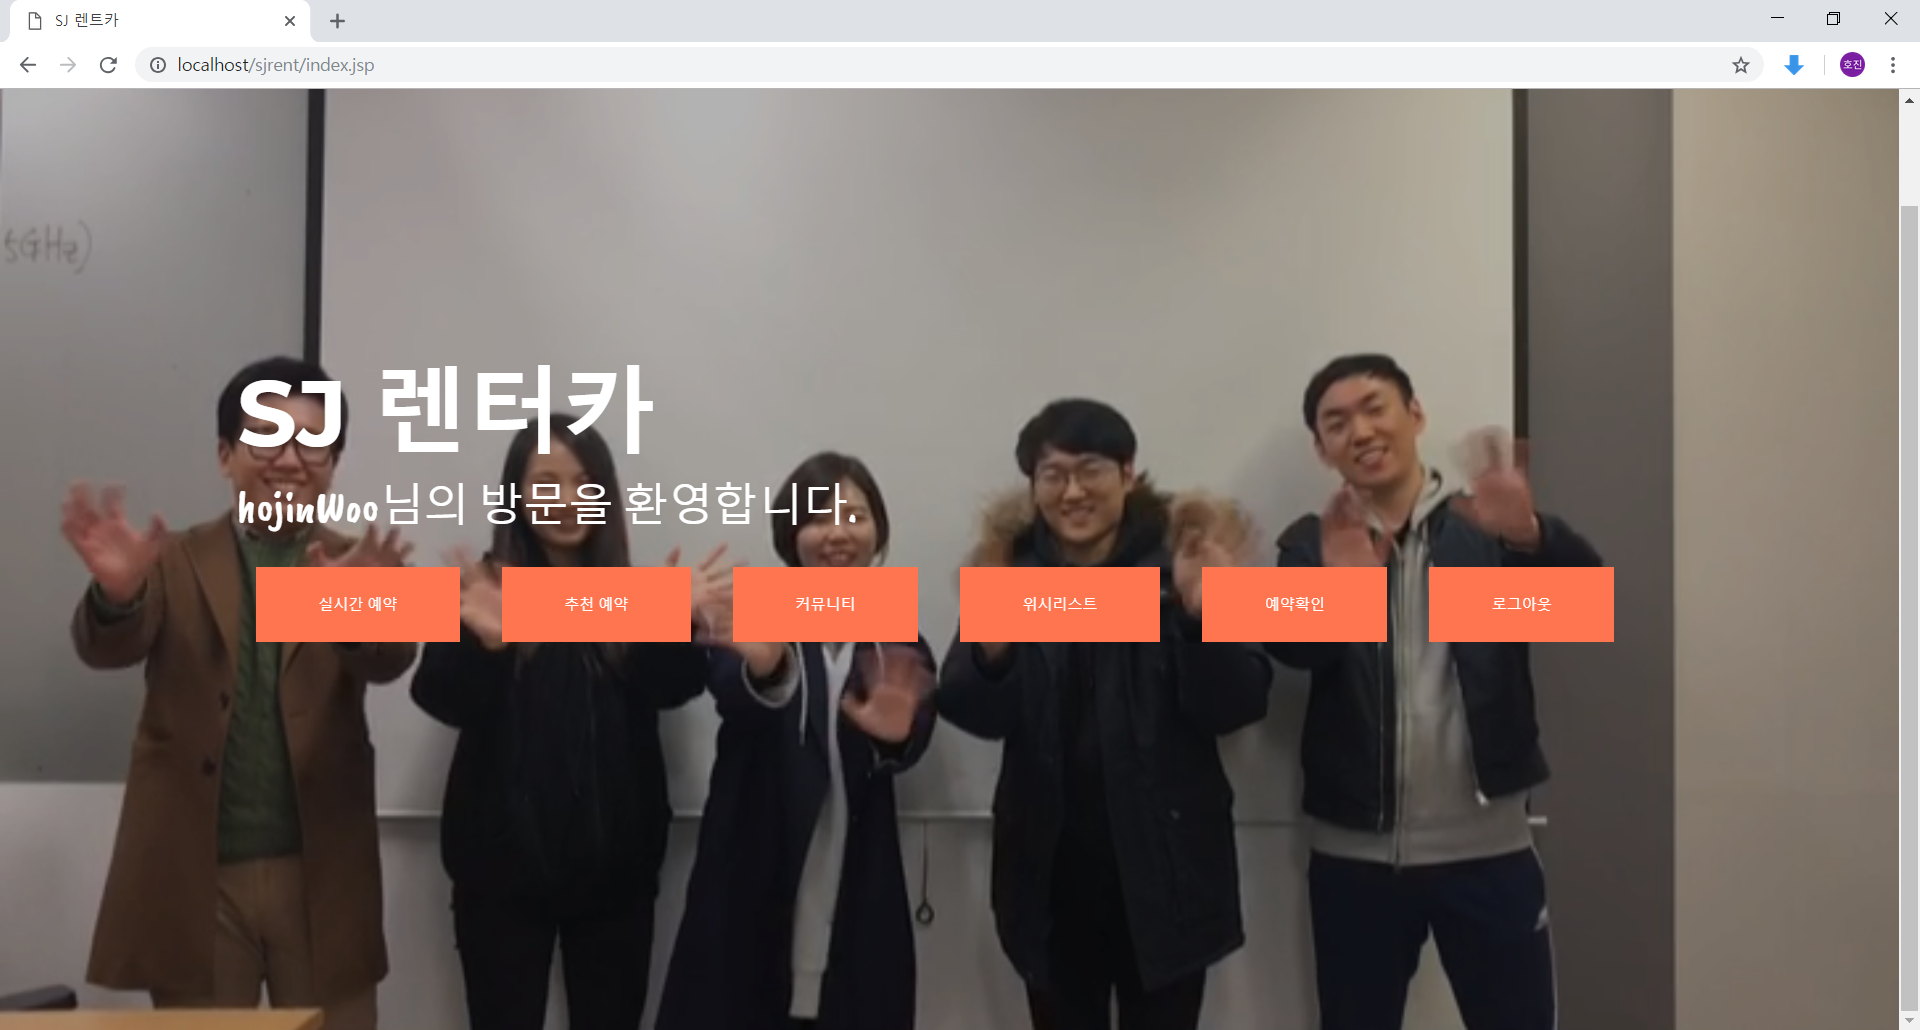 SJ 렌트카
localhost/sjrent/index.jsp
호진
5GHz)
SJ 렌터카
hojinWoo님의 방문을 환영합니다.
실시간 예약
추천 예약
커뮤니티
위시리스트
예약확인
로그아웃